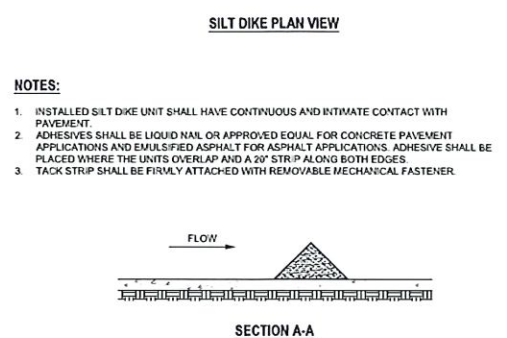 SILT DIKE PLAN VIEW
NOTES:
1. INSTALLED SILT DIKE UNIT SHALL HAVE CONTINUOUS AND INTIMATE CONTACT WITH
PAVEMENT.
2. ADHESIVES SHALL BE LIQUID NAIL OR APPROVED EQUAL FOR CONCRETE PAVEMENT
APPLICATIONS AND EMULSIFIED ASPHALT FOR ASPHALT APPLICATIONS. ADHESIVE SHALL BE
PLACED WHERE THE UNITS OVERLAP AND A 20" STRIP ALONG BOTH EDGES.
3. TACK STRIP SHALL BE FIRMLY ATTACHED WITH REMOVABLE MECHANICAL FASTENER.
FLOW
SECTION A-A